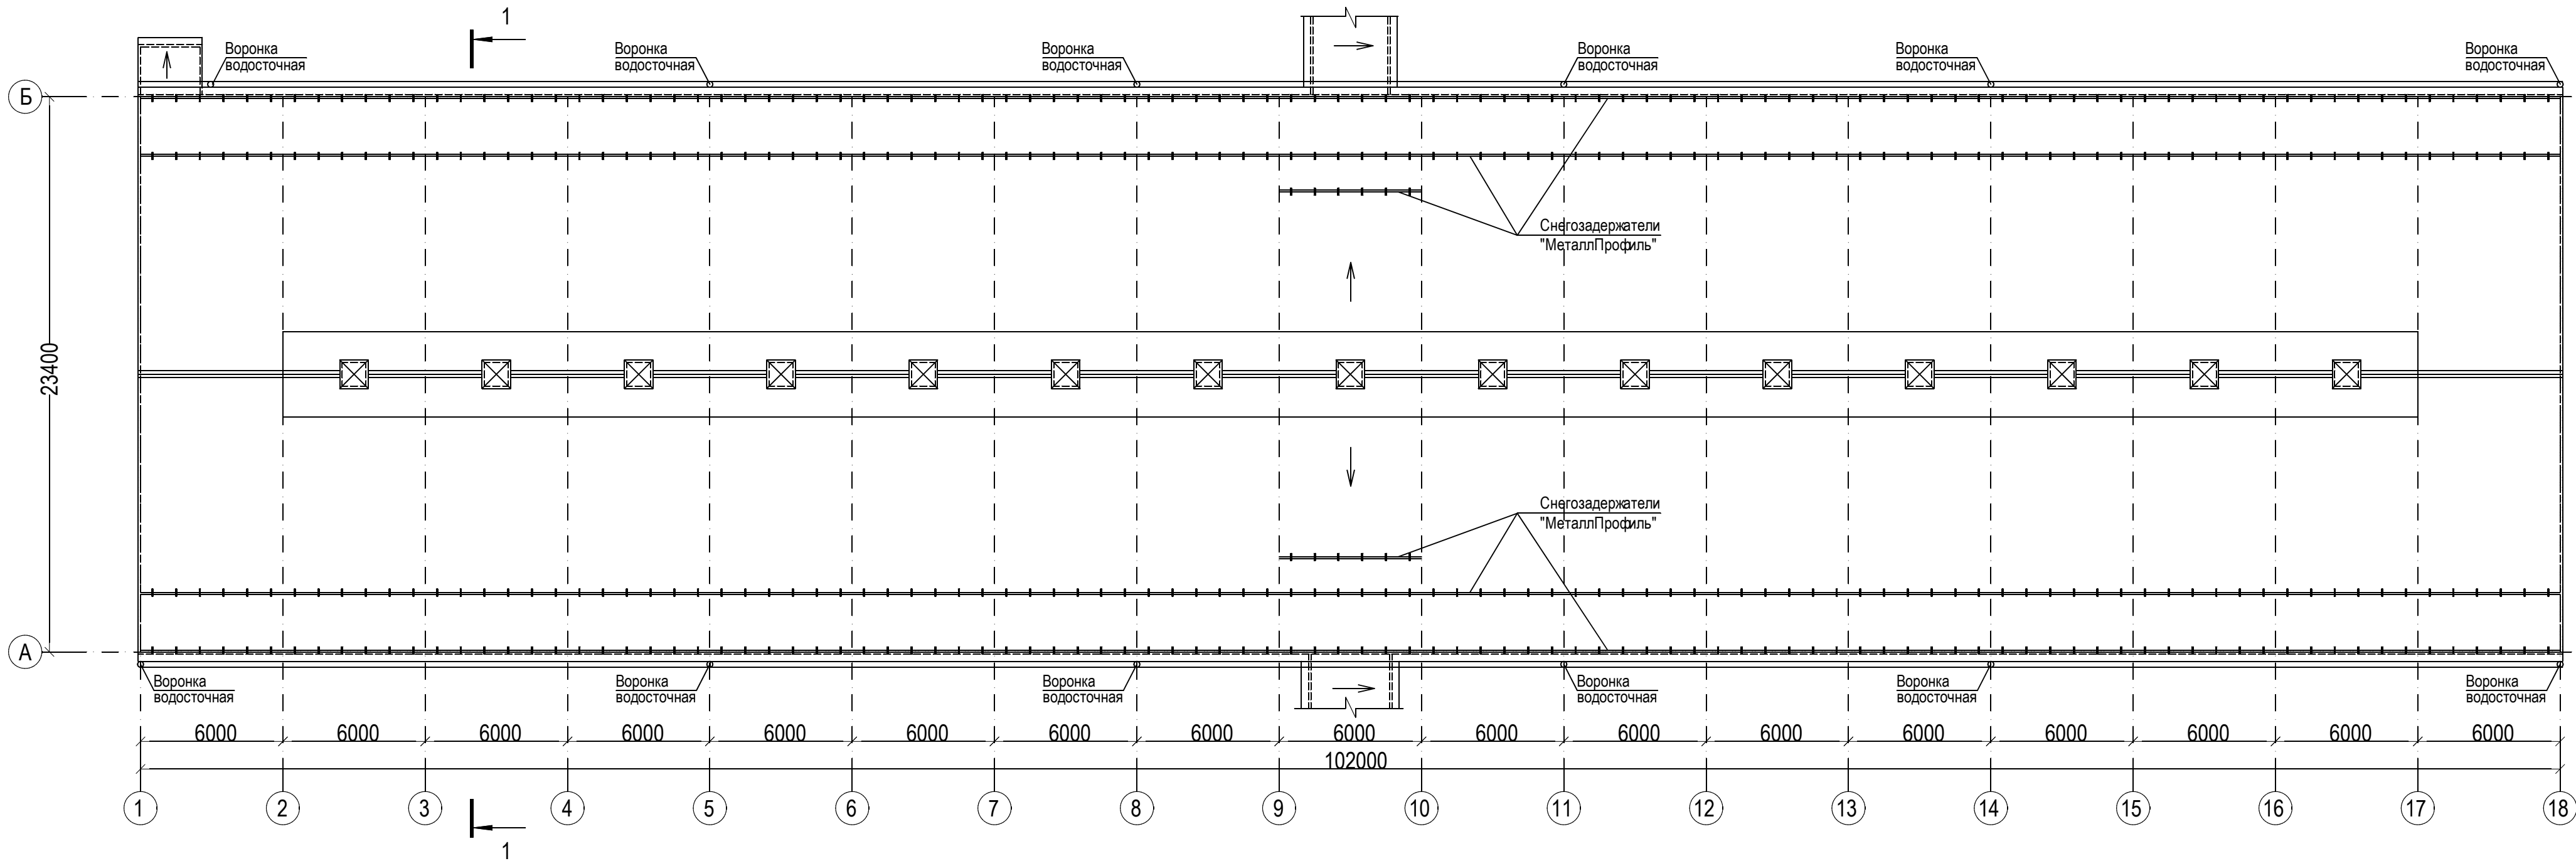 1
Воронка
водосточная
Воронка
водосточная
Воронка
водосточная
Воронка
водосточная
Воронка
водосточная
Воронка
водосточная
Б
Снегозадержатели
"МеталлПрофиль"
23400
Снегозадержатели
"МеталлПрофиль"
А
Воронка
водосточная
Воронка
водосточная
Воронка
водосточная
Воронка
водосточная
Воронка
водосточная
Воронка
водосточная
6000 6000 6000 6000 6000 6000 6000 6000 6000 6000 6000 6000 6000 6000 6000 6000 6000
102000
1 2 3 4 5 6 7 8 9 10 11 12 13 14 15 16 17 18
1